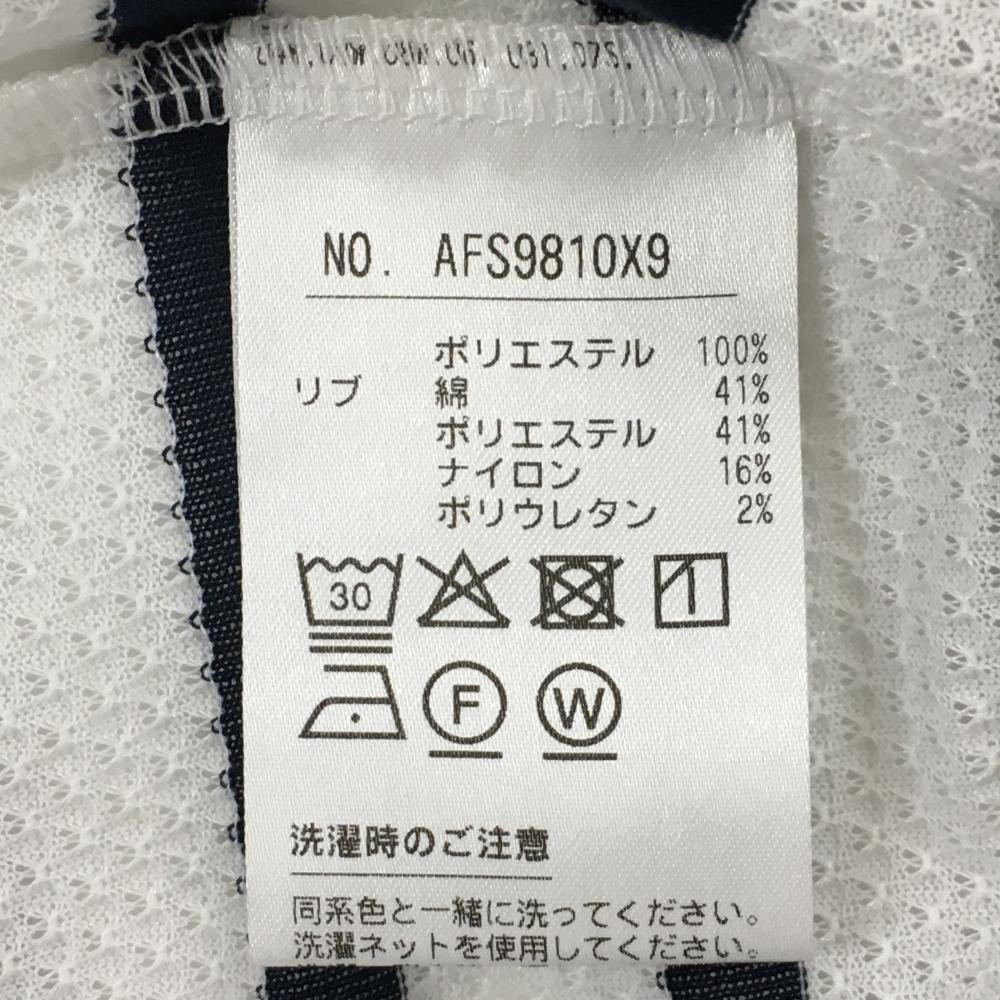 NO. AFS9810X9
ポリエステル 100%
リブ 綿 41%
ポリエステル 41%
ナイロン 16%
ポリウレタン 2%
30
F W
洗濯時のご注意
同系色と一緒に洗ってください。
洗濯ネットを使用してください。